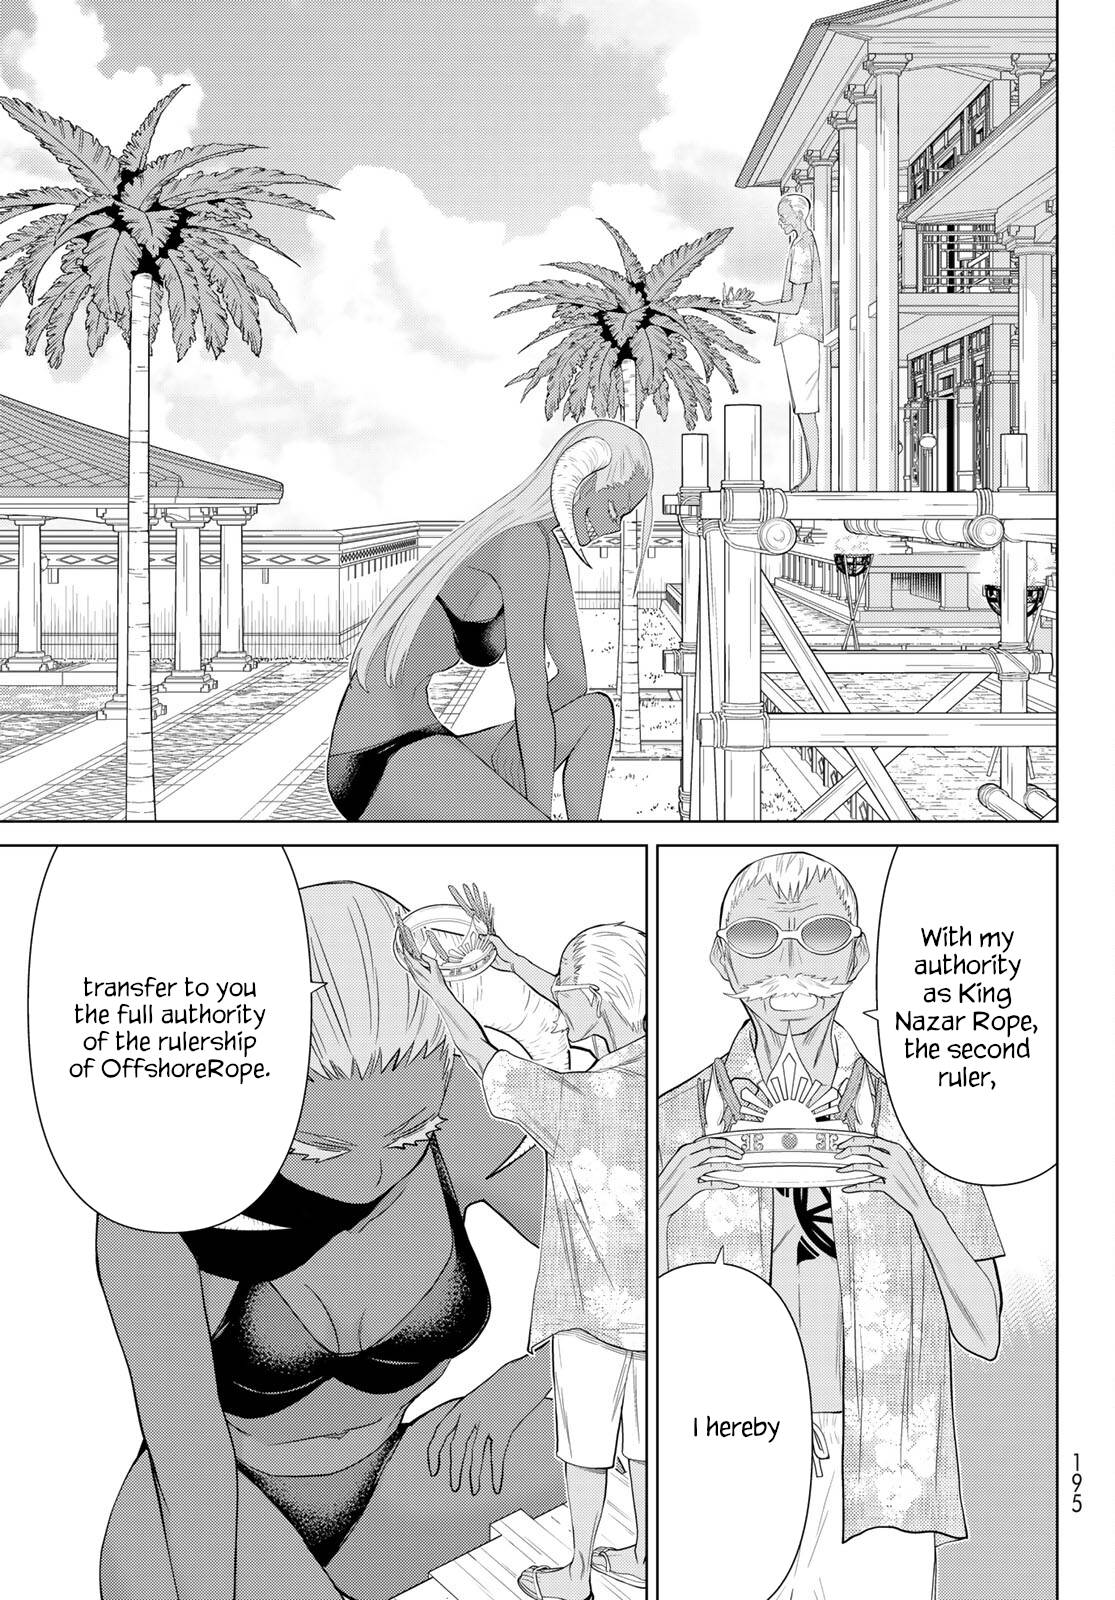 With my
authority
as King
Nazar Rope,
the second
ruler,
I hereby
transfer to you
the full authority
of the rulership
of OffshoreRope.
195